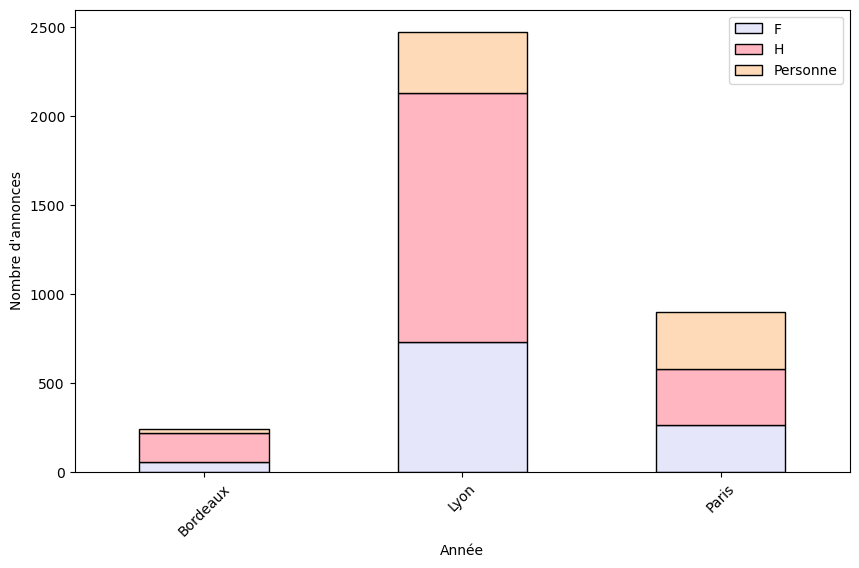 2500
2000
1500
1000
500
0
Nombre d'annonces
F
H
Personne
Bordeaux
Lyon
Paris
Année